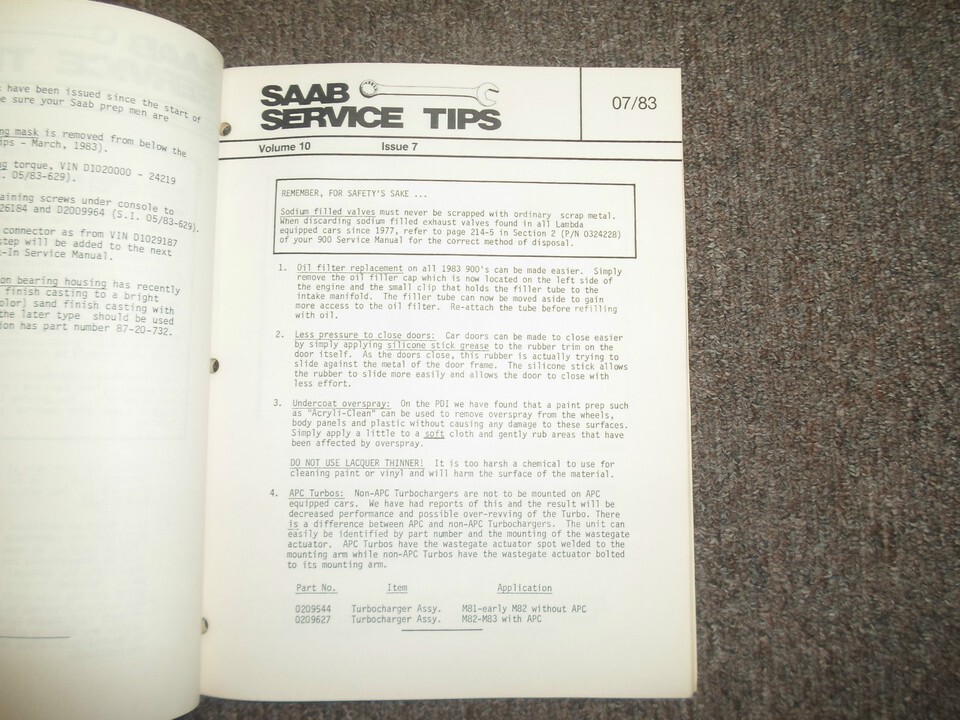 have been issued since the start of
e sure your Saab prep men are
ng mask is removed from below the
ips - March, 1983).
g torque, VIN D1020000 - 24219
. 05/83-629).
aining screws under console to
26184 and D2009964 (S.I. 05/83-629).
connector as from VIN D1029187
step will be added to the next
-In Service Manual.
on bearing housing has recently
finish casting to a bright
color) sand finish casting with
the later type should be used
ion has part number 87-20-732.
SAAB
SERVICE TIPS
07/83
Volume 10 Issue 7
REMEMBER, FOR SAFETY'S SAKE ...
Sodium filled valves must never be scrapped with ordinary scrap metal.
When discarding sodium filled exhaust valves found in all Lambda
equipped cars since 1977, refer to page 214-5 in Section 2 (P/N 0324228)
of your 900 Service Manual for the correct method of disposal.
1. Oil filter replacement on all 1983 900's can be made easier. Simply
remove the oil filler cap which is now located on the left side of
the engine and the small clip that holds the filler tube to the
intake manifold. The filler tube can now be moved aside to gain
more access to the oil filter. Re-attach the tube before refilling
with oil.
2. Less pressure to close doors: Car doors can be made to close easier
by simply applying silicone stick grease to the rubber trim on the
door itself. As the doors close, this rubber is actually trying to
slide against the metal of the door frame. The silicone stick allows
the rubber to slide more easily and allows the door to close with
less effort.
3. Undercoat overspray: On the PDI we have found that a paint prep such
as "Acryli-Clean" can be used to remove overspray from the wheels,
body panels and plastic without causing any damage to these surfaces.
Simply apply a little to a soft cloth and gently rub areas that have
been affected by overspray.
DO NOT USE LACQUER THINNER! It is too harsh a chemical to use for
cleaning paint or vinyl and will harm the surface of the material.
4. APC Turbos: Non-APC Turbochargers are not to be mounted on APC
equipped cars. We have had reports of this and the result will be
decreased performance and possible over-revving of the Turbo. There
is a difference between APC and non-APC Turbochargers. The unit can
easily be identified by part number and the mounting of the wastegate
actuator. APC Turbos have the wastegate actuator spot welded to the
mounting arm while non-APC Turbos have the wastegate actuator bolted
to its mounting arm.
Part No. Item Application
0209544 Turbocharger Assy. M81-early M82 without APC
0209627 Turbocharger Assy. M82-M83 with APC